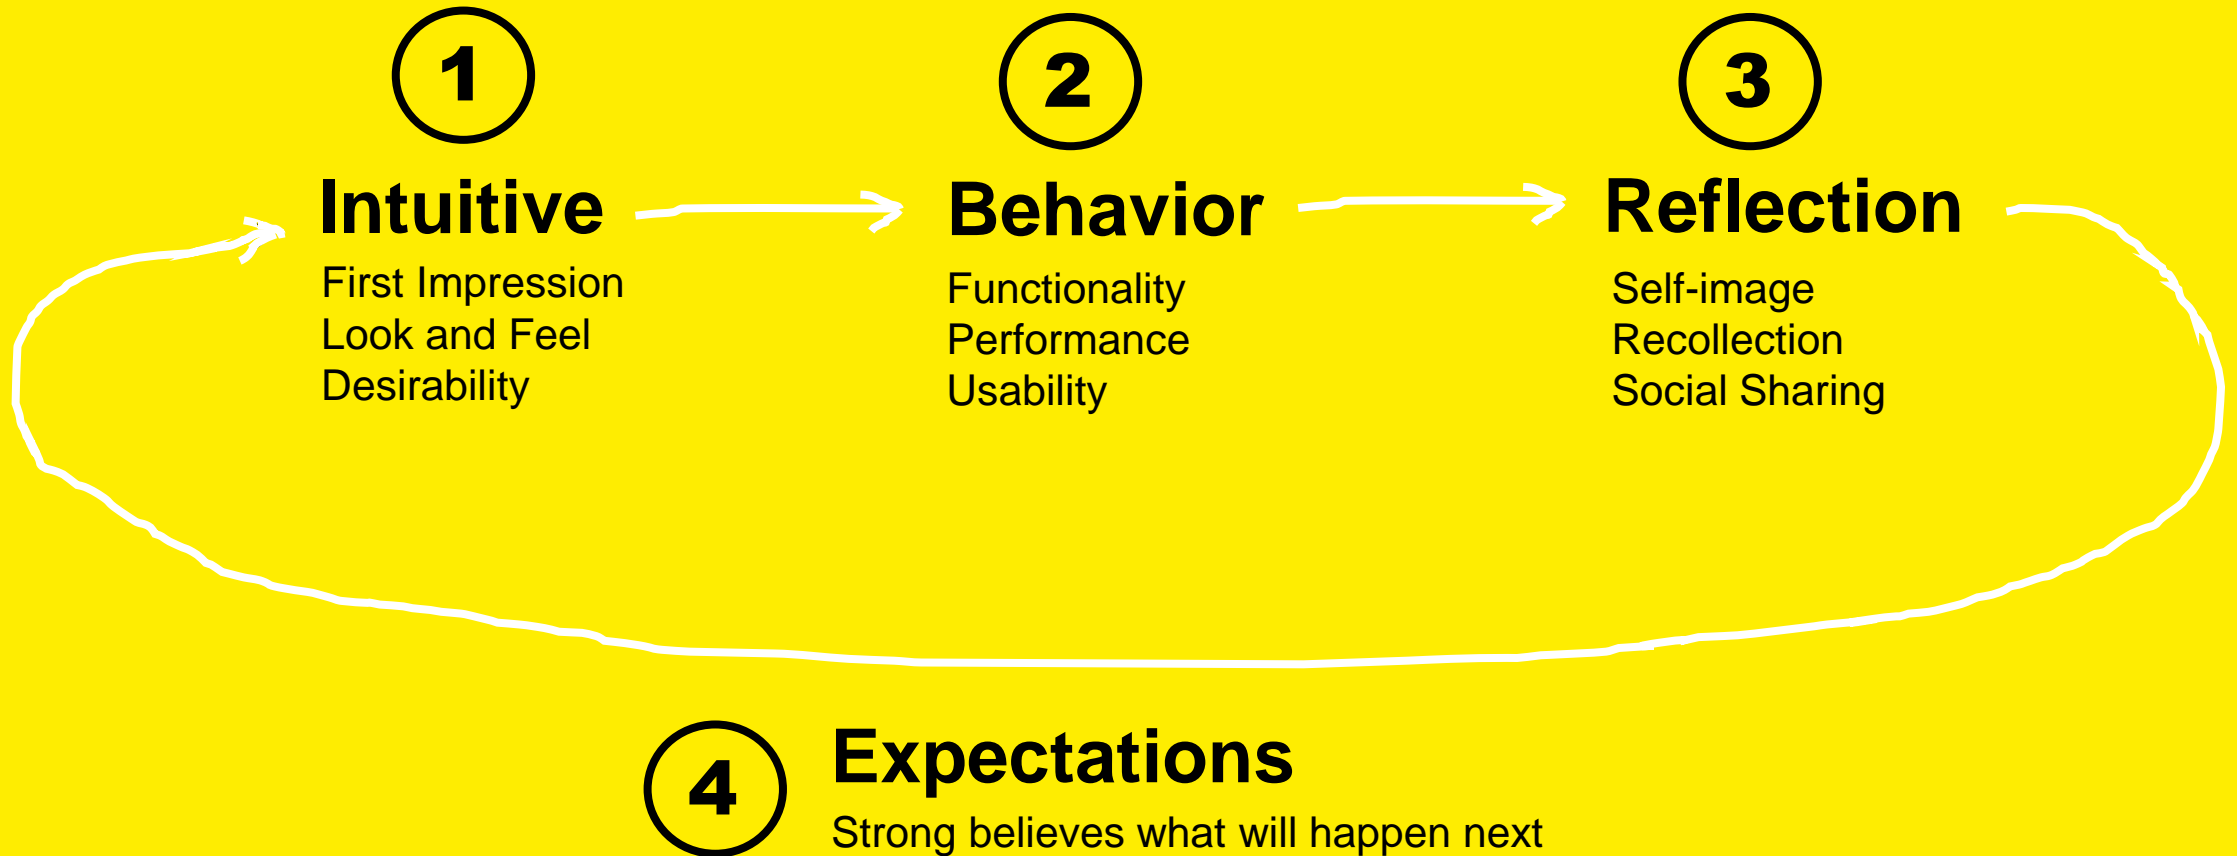 1
Intuitive
First Impression
Look and Feel
Desirability
2
Behavior
Functionality
Performance
Usability
3
Reflection
Self-image
Recollection
Social Sharing
4
Expectations
Strong believes what will happen next